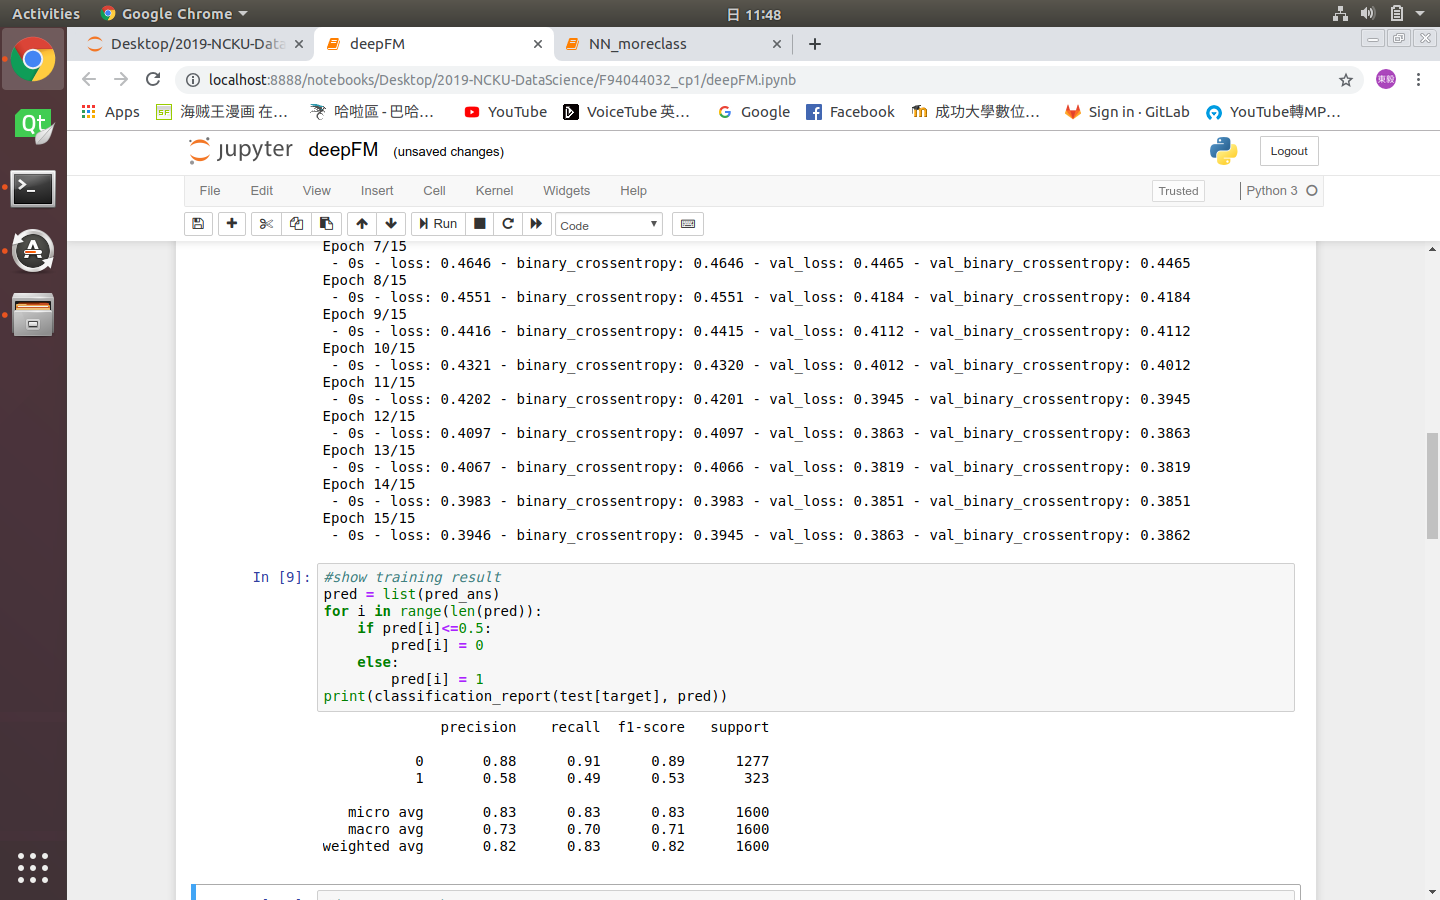 Activities
Google Chrome
日 11:48
Desktop/2019-NCKU-Data
deepFM
NN_moreclass
localhost:8888/notebooks/Desktop/2019-NCKU-DataScience/F94044032_cp1/deepFM.ipynb
東毅
Apps
海贼王漫画 在...
哈啦區 - 巴哈...
YouTube
VoiceTube 英...
Google
Facebook
成功大學數位...
Sign in · GitLab
YouTube轉MP...
jupyter deepFM (unsaved changes)
Logout
File Edit View Insert Cell Kernel Widgets Help
Trusted
Python 3
Run
Code
Epoch 7/15
 - 0s - loss: 0.4646 - binary_crossentropy: 0.4646 - val_loss: 0.4465 - val_binary_crossentropy: 0.4465
Epoch 8/15
 - 0s - loss: 0.4551 - binary_crossentropy: 0.4551 - val_loss: 0.4184 - val_binary_crossentropy: 0.4184
Epoch 9/15
 - 0s - loss: 0.4416 - binary_crossentropy: 0.4415 - val_loss: 0.4112 - val_binary_crossentropy: 0.4112
Epoch 10/15
 - 0s - loss: 0.4321 - binary_crossentropy: 0.4320 - val_loss: 0.4012 - val_binary_crossentropy: 0.4012
Epoch 11/15
 - 0s - loss: 0.4202 - binary_crossentropy: 0.4201 - val_loss: 0.3945 - val_binary_crossentropy: 0.3945
Epoch 12/15
 - 0s - loss: 0.4097 - binary_crossentropy: 0.4097 - val_loss: 0.3863 - val_binary_crossentropy: 0.3863
Epoch 13/15
 - 0s - loss: 0.4067 - binary_crossentropy: 0.4066 - val_loss: 0.3819 - val_binary_crossentropy: 0.3819
Epoch 14/15
 - 0s - loss: 0.3983 - binary_crossentropy: 0.3983 - val_loss: 0.3851 - val_binary_crossentropy: 0.3851
Epoch 15/15
 - 0s - loss: 0.3946 - binary_crossentropy: 0.3945 - val_loss: 0.3863 - val_binary_crossentropy: 0.3862
In [9]:
#show training result
pred = list(pred_ans)
for i in range(len(pred)):
    if pred[i]<=0.5:
        pred[i] = 0
    else:
        pred[i] = 1
print(classification_report(test[target], pred))
precision recall f1-score support
0 0.88 0.91 0.89 1277
1 0.58 0.49 0.53 323
micro avg 0.83 0.83 0.83 1600
macro avg 0.73 0.70 0.71 1600
weighted avg 0.82 0.83 0.82 1600